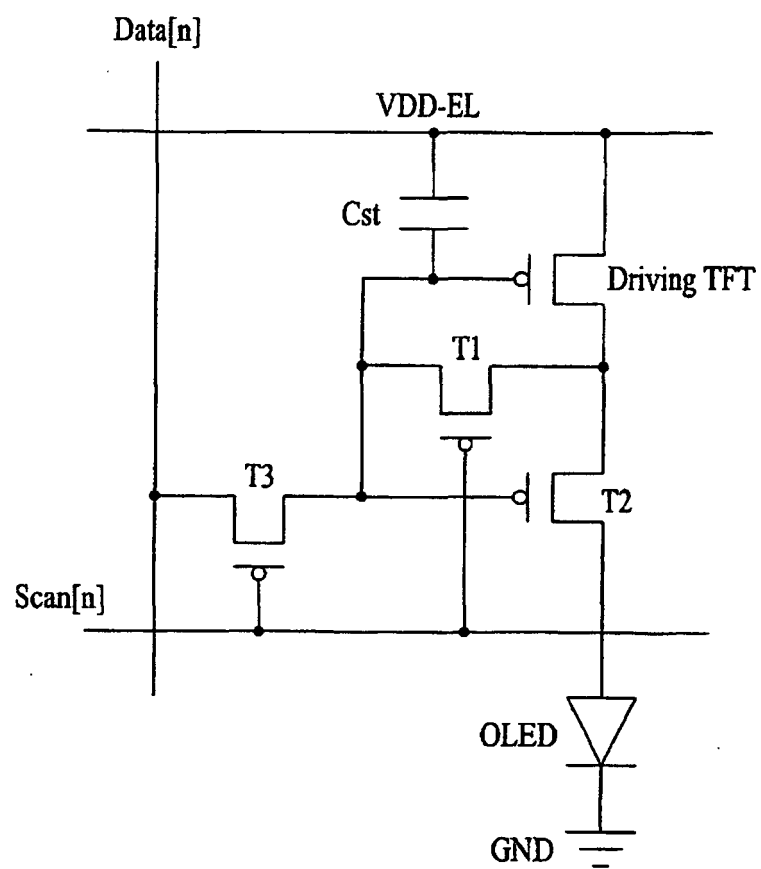 Data[n]
VDD-EL
Cst
Driving TFT
T1
T3
T2
Scan[n]
OLED
GND